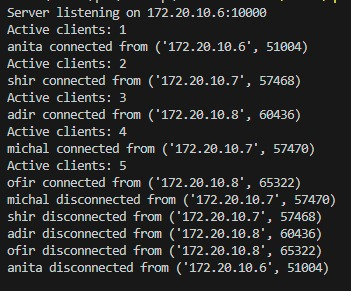 Server listening on 172.20.10.6:10000
Active clients: 1
anita connected from ('172.20.10.6', 51004)
Active clients: 2
shir connected from ('172.20.10.7', 57468)
Active clients: 3
adir connected from ('172.20.10.8', 60436)
Active clients: 4
michal connected from ('172.20.10.7', 57470)
Active clients: 5
ofir connected from ('172.20.10.8', 65322)
michal disconnected from ('172.20.10.7', 57470)
shir disconnected from ('172.20.10.7', 57468)
adir disconnected from ('172.20.10.8', 60436)
ofir disconnected from ('172.20.10.8', 65322)
anita disconnected from ('172.20.10.6', 51004)